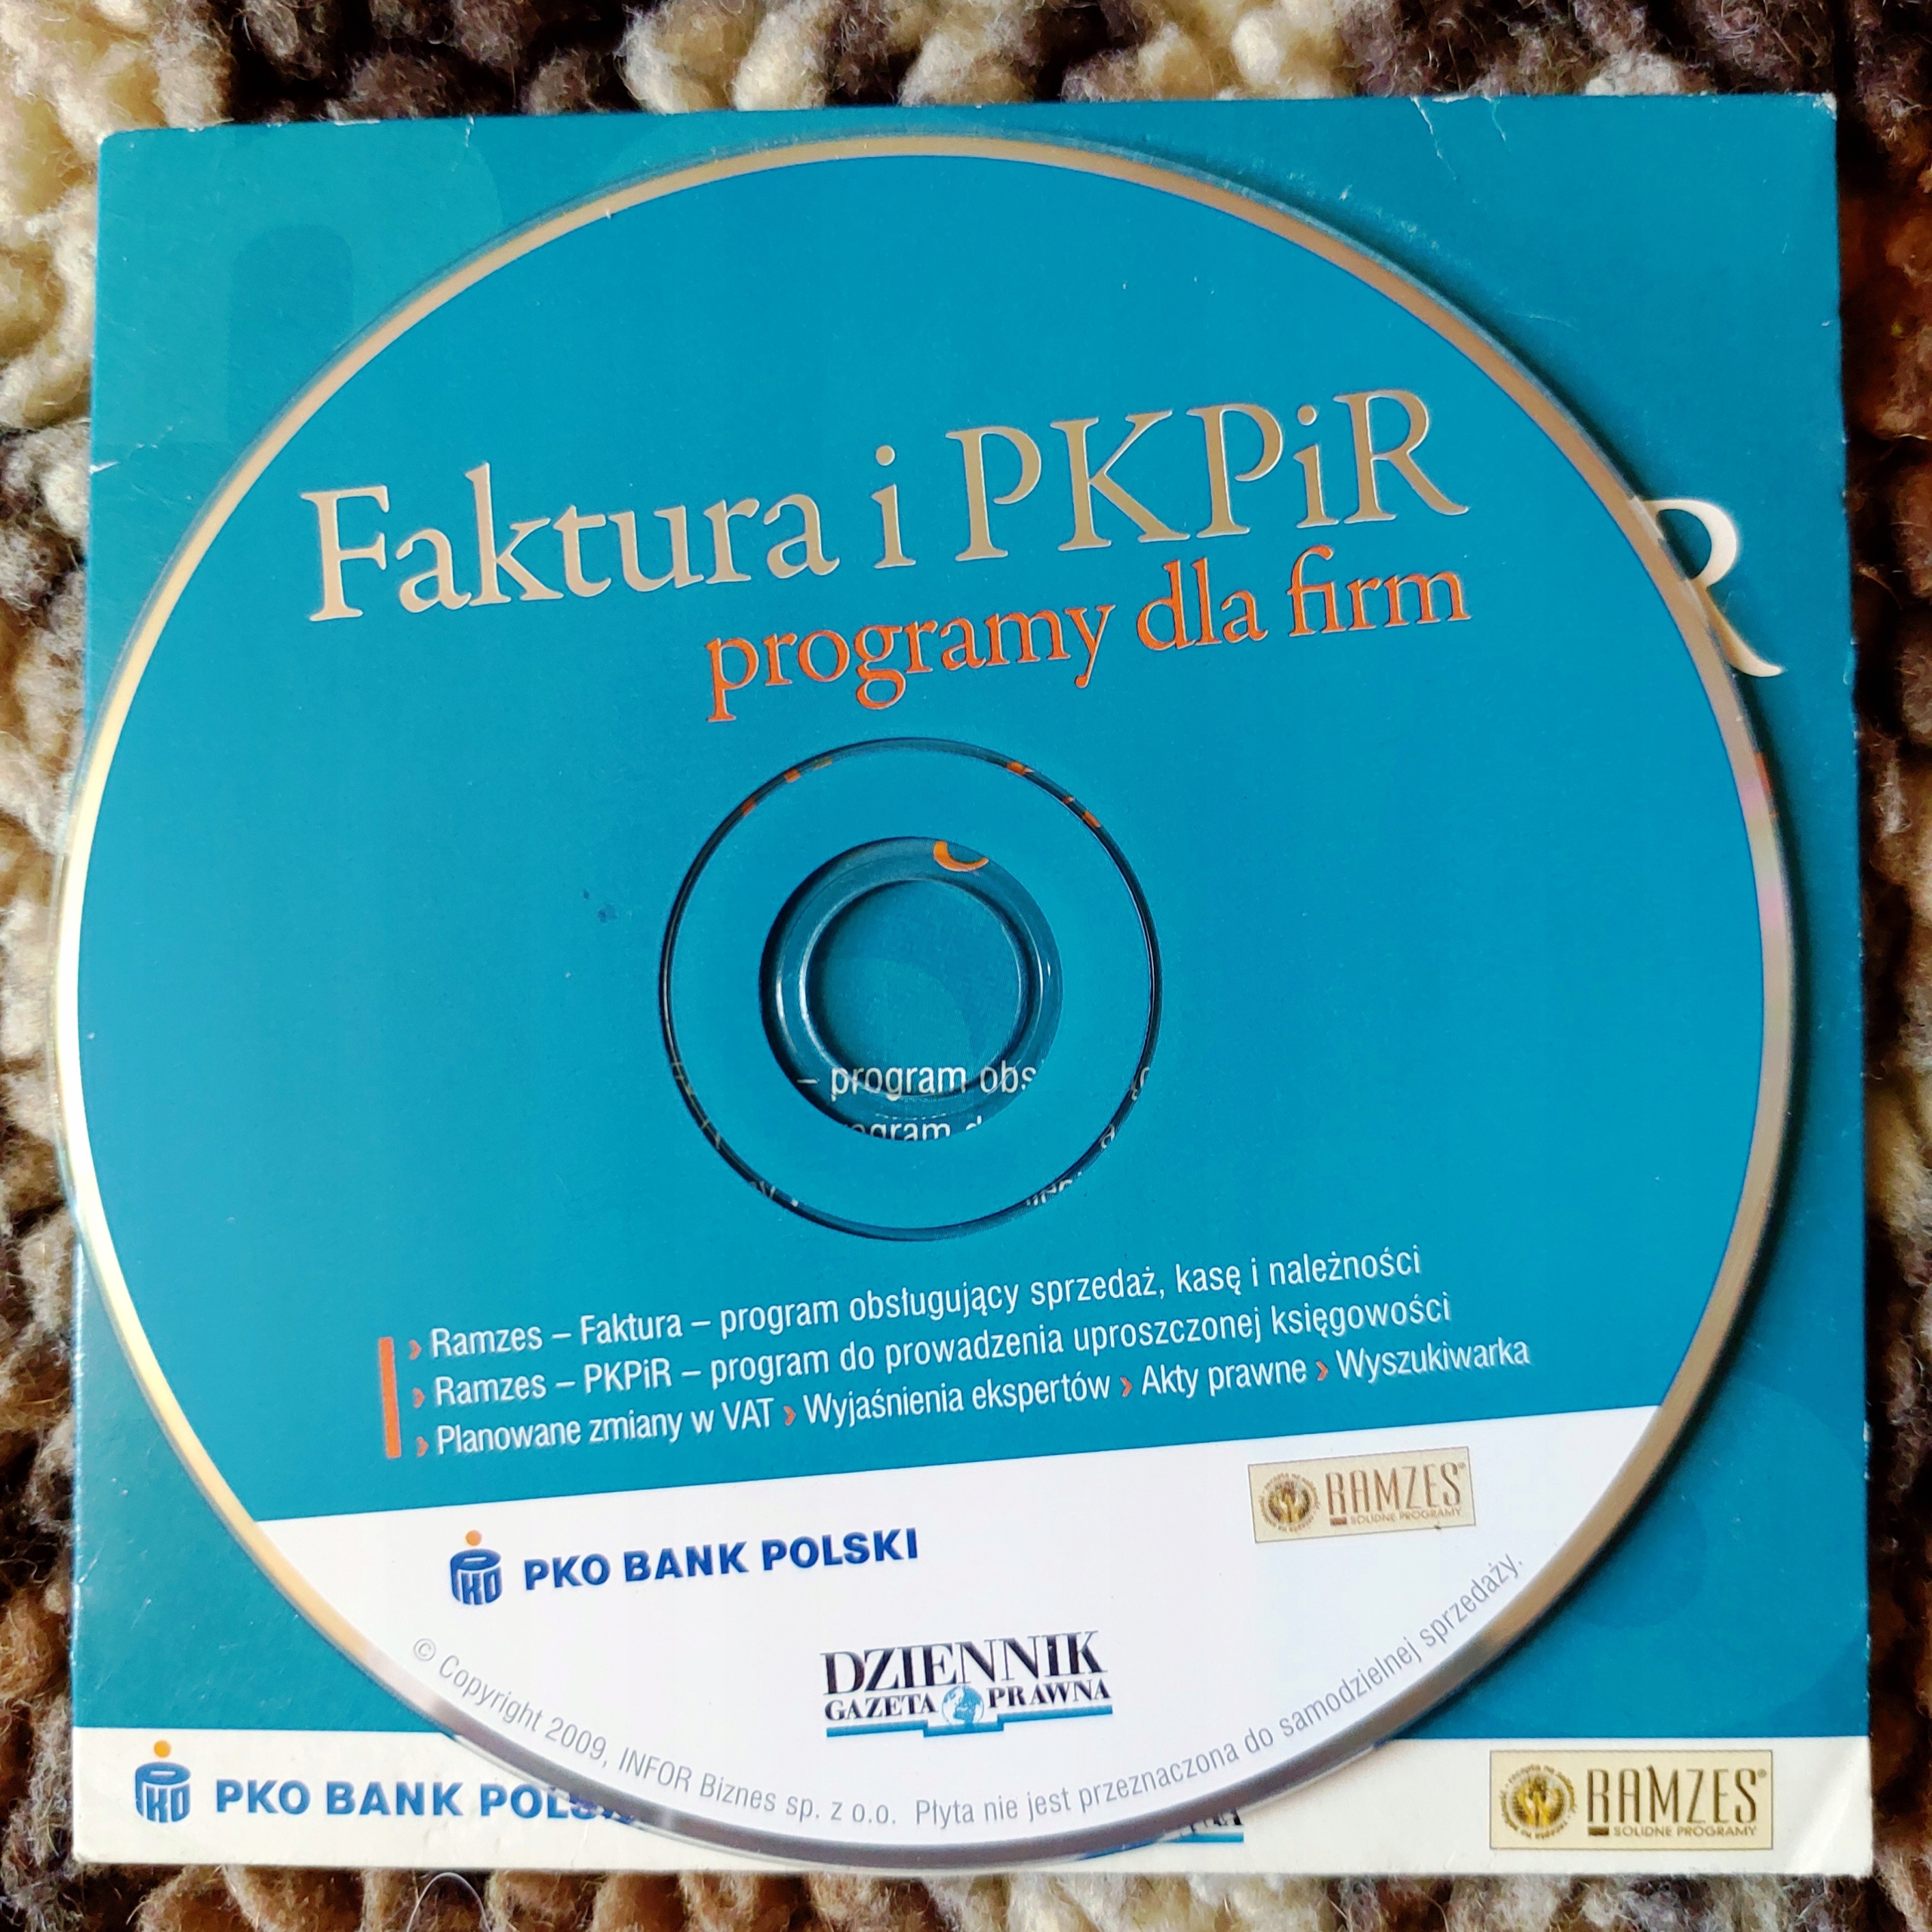 Faktura i PKPiR
programy dla firm
R
– program obs
› Ramzes – Faktura – program obsługujący sprzedaż, kasę i należności
› Ramzes – PKPiR – program do prowadzenia uproszczonej księgowości
› Planowane zmiany w VAT › Wyjaśnienia ekspertów › Akty prawne › Wyszukiwarka
PKO BANK POLSKI
RAMZES®
SOLIDNE PROGRAMY
DZIENNIK
GAZETA PRAWNA
© Copyright 2009, INFOR Biznes sp. z o.o. Płyta nie jest przeznaczona do samodzielnej sprzedaży.
PKO BANK POLSK
RAMZES®
SOLIDNE PROGRAMY